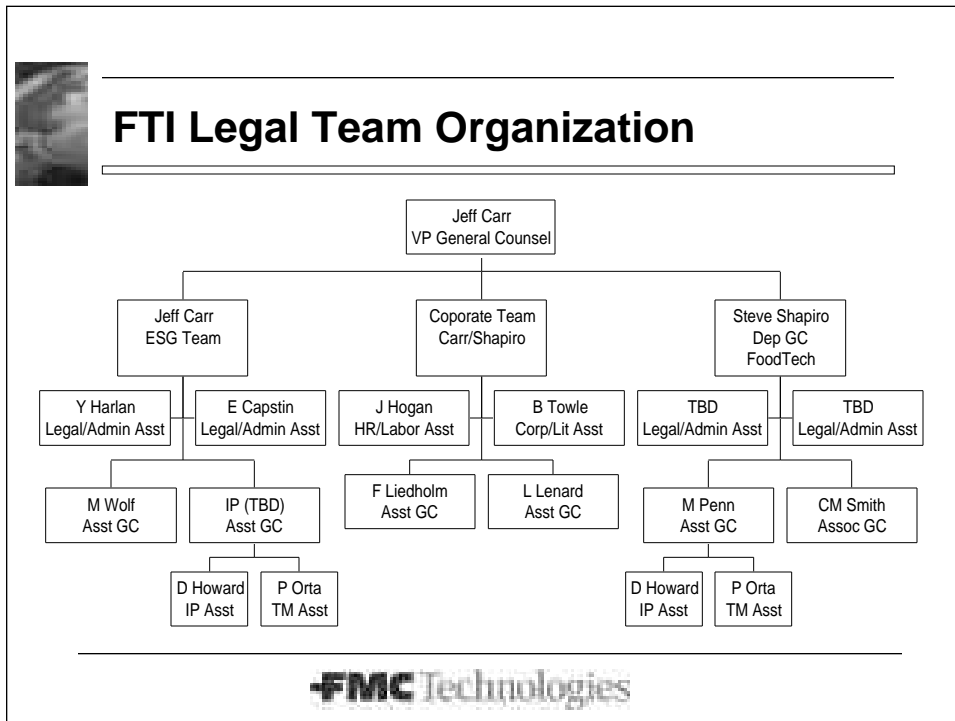 FTI Legal Team Organization
Jeff Carr
VP General Counsel
Jeff Carr
ESG Team
Coporate Team
Carr/Shapiro
Steve Shapiro
Dep GC
FoodTech
Y Harlan
Legal/Admin Asst
E Capstin
Legal/Admin Asst
J Hogan
HR/Labor Asst
B Towle
Corp/Lit Asst
TBD
Legal/Admin Asst
TBD
Legal/Admin Asst
M Wolf
Asst GC
IP (TBD)
Asst GC
F Liedholm
Asst GC
L Lenard
Asst GC
M Penn
Asst GC
CM Smith
Assoc GC
D Howard
IP Asst
P Orta
TM Asst
D Howard
IP Asst
P Orta
TM Asst
FMC Technologies